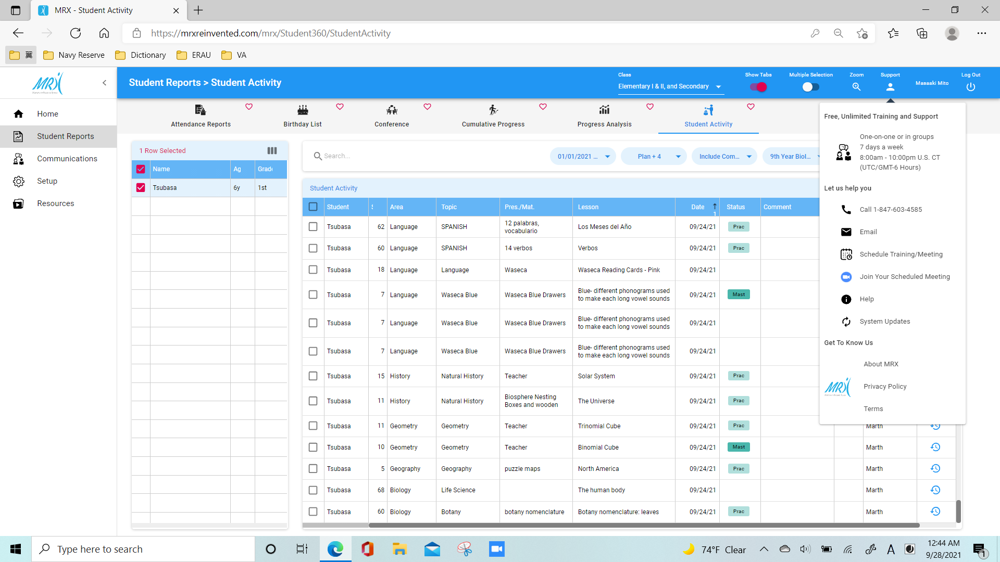 MRX - Student Activity
https://mrxreinvented.com/mrx/Student360/StudentActivity
翼 Navy Reserve Dictionary ERAU VA
MRX
Student Reports > Student Activity
Class
Elementary I & II, and Secondary
Show Tabs
Multiple Selection
Zoom
Support
Masaaki Mito
Log Out
Home
Student Reports
Communications
Setup
Resources
Attendance Reports
Birthday List
Conference
Cumulative Progress
Progress Analysis
Student Activity
1 Row Selected
Name Ag Grade
Tsubasa 6y 1st
Search...
01/01/2021 ...
Plan + 4
Include Com...
9th Year Biol...
Student Activity
Student Area Topic Pres./Mat. Lesson Date 1 Status Comment
Tsubasa 62 Language SPANISH 12 palabras, vocabulario Los Meses del Año 09/24/21 Prac
Tsubasa 60 Language SPANISH 14 verbos Verbos 09/24/21 Prac
Tsubasa 18 Language Language Waseca Waseca Reading Cards - Pink 09/24/21
Tsubasa 7 Language Waseca Blue Waseca Blue Drawers Blue- different phonograms used to make each long vowel sounds 09/24/21 Mast
Tsubasa 7 Language Waseca Blue Waseca Blue Drawers Blue- different phonograms used to make each long vowel sounds 09/24/21
Tsubasa 7 Language Waseca Blue Waseca Blue Drawers Blue- different phonograms used to make each long vowel sounds 09/24/21
Tsubasa 15 History Natural History Teacher Solar System 09/24/21 Prac
Tsubasa 11 History Natural History Biosphere Nesting Boxes and wooden The Universe 09/24/21 Prac
Tsubasa 11 Geometry Geometry Teacher Trinomial Cube 09/24/21 Prac Marth
Tsubasa 10 Geometry Geometry Teacher Binomial Cube 09/24/21 Mast Marth
Tsubasa 5 Geography Geography puzzle maps North America 09/24/21 Prac Marth
Tsubasa 68 Biology Life Science The human body 09/24/21 Marth
Tsubasa 60 Biology Botany botany nomenclature Botany nomenclature: leaves 09/24/21 Prac Marth
Free, Unlimited Training and Support
One-on-one or in groups
7 days a week
8:00am - 10:00pm U.S. CT
(UTC/GMT-6 Hours)
Let us help you
Call 1-847-603-4585
Email
Schedule Training/Meeting
Join Your Scheduled Meeting
Help
System Updates
Get To Know Us
About MRX
MRX
Privacy Policy
Terms
Type here to search
74°F Clear
A
12:44 AM
9/28/2021
1